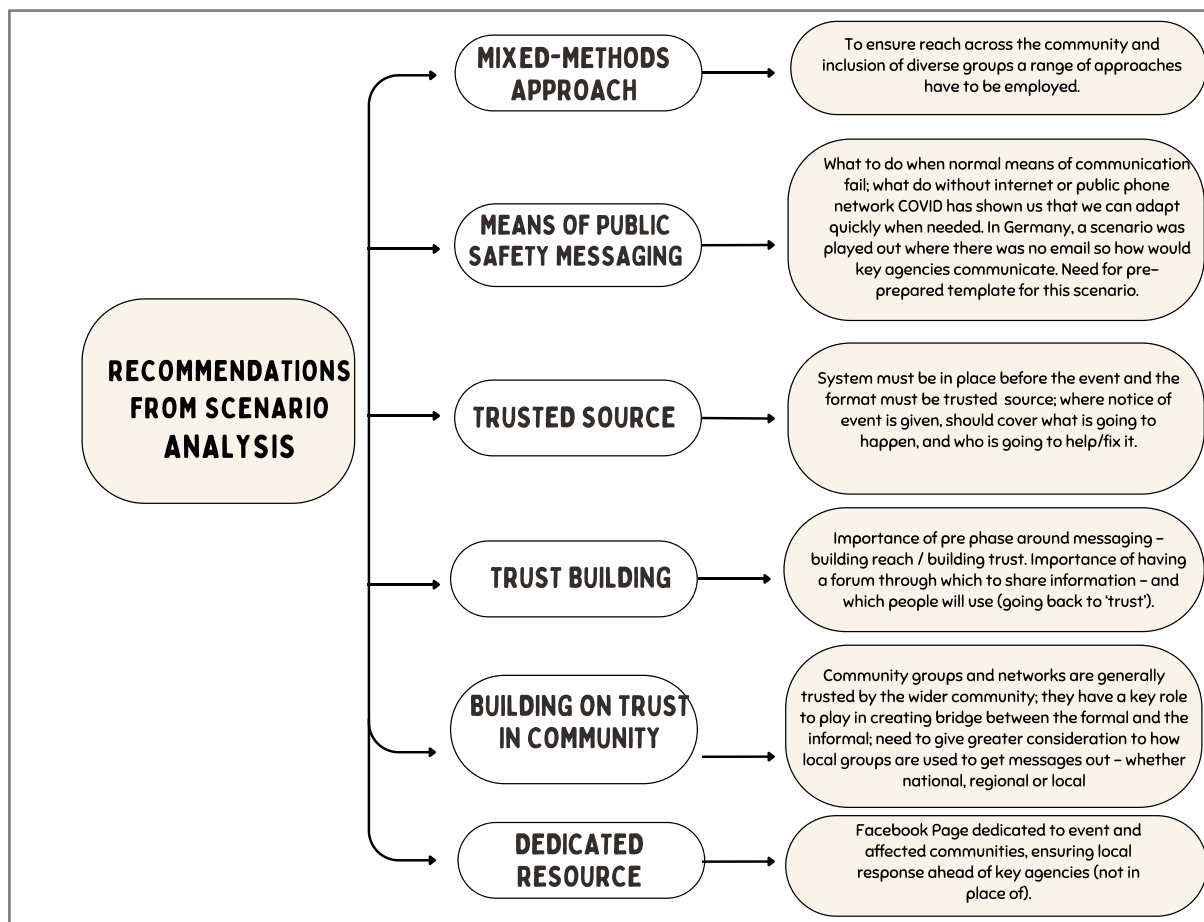 RECOMMENDATIONS
FROM SCENARIO
ANALYSIS
MIXED-METHODS
APPROACH
To ensure reach across the community and
inclusion of diverse groups a range of approaches
have to be employed.
MEANS OF PUBLIC
SAFETY MESSAGING
What to do when normal means of communication
fail; what do without internet or public phone
network COVID has shown us that we can adapt
quickly when needed. In Germany, a scenario was
played out where there was no email so how would
key agencies communicate. Need for pre-
prepared template for this scenario.
TRUSTED SOURCE
System must be in place before the event and the
format must be trusted source; where notice of
event is given, should cover what is going to
happen, and who is going to help/fix it.
TRUST BUILDING
Importance of pre phase around messaging –
building reach / building trust. Importance of having
a forum through which to share information – and
which people will use (going back to ‘trust’).
BUILDING ON TRUST
IN COMMUNITY
Community groups and networks are generally
trusted by the wider community; they have a key role
to play in creating bridge between the formal and the
informal; need to give greater consideration to how
local groups are used to get messages out – whether
national, regional or local
DEDICATED
RESOURCE
Facebook Page dedicated to event and
affected communities, ensuring local
response ahead of key agencies (not in
place of).